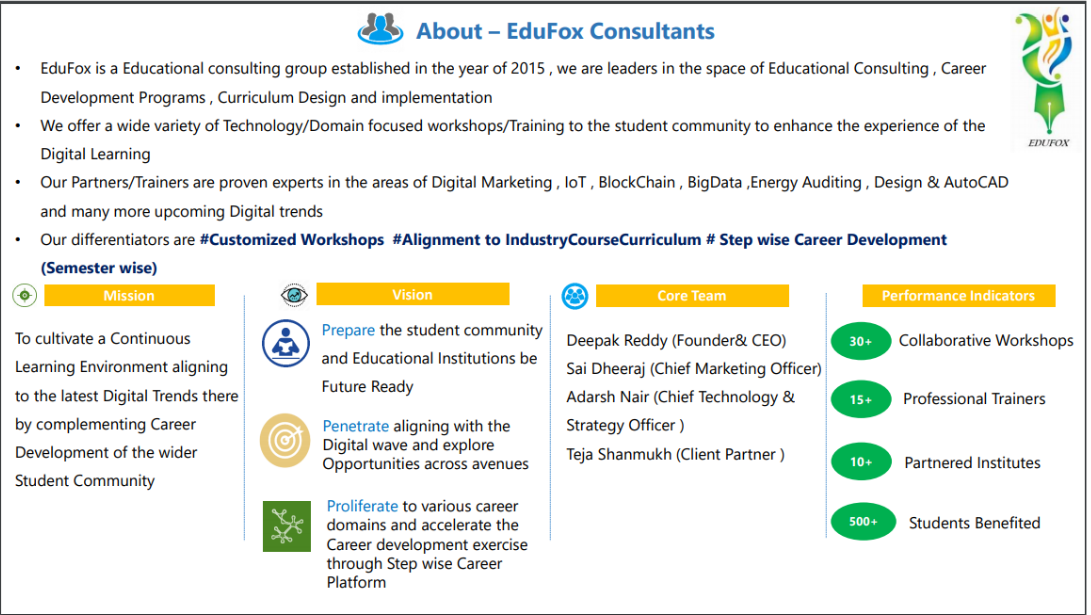 About – EduFox Consultants
• EduFox is a Educational consulting group established in the year of 2015 , we are leaders in the space of Educational Consulting , Career
Development Programs , Curriculum Design and implementation
• We offer a wide variety of Technology/Domain focused workshops/Training to the student community to enhance the experience of the
Digital Learning
• Our Partners/Trainers are proven experts in the areas of Digital Marketing , IoT , BlockChain , BigData ,Energy Auditing , Design & AutoCAD
and many more upcoming Digital trends
• Our differentiators are #Customized Workshops #Alignment to IndustryCourseCurriculum # Step wise Career Development
(Semester wise)
EDUFOX
Mission
To cultivate a Continuous
Learning Environment aligning
to the latest Digital Trends there
by complementing Career
Development of the wider
Student Community
Vision
Prepare the student community
and Educational Institutions be
Future Ready
Penetrate aligning with the
Digital wave and explore
Opportunities across avenues
Proliferate to various career
domains and accelerate the
Career development exercise
through Step wise Career
Platform
Core Team
Deepak Reddy (Founder& CEO)
Sai Dheeraj (Chief Marketing Officer)
Adarsh Nair (Chief Technology &
Strategy Officer )
Teja Shanmukh (Client Partner )
Performance Indicators
30+ Collaborative Workshops
15+ Professional Trainers
10+ Partnered Institutes
500+ Students Benefited